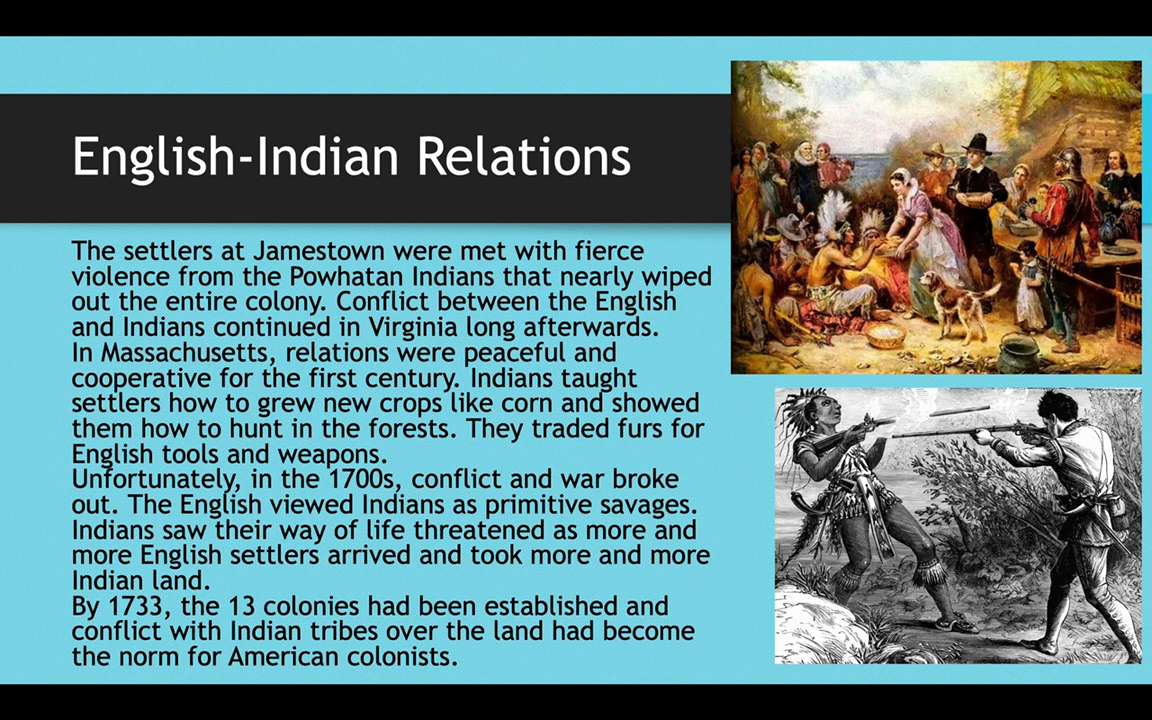 English-Indian Relations
The settlers at Jamestown were met with fierce
violence from the Powhatan Indians that nearly wiped
out the entire colony. Conflict between the English
and Indians continued in Virginia long afterwards.
In Massachusetts, relations were peaceful and
cooperative for the first century. Indians taught
settlers how to grew new crops like corn and showed
them how to hunt in the forests. They traded furs for
English tools and weapons.
Unfortunately, in the 1700s, conflict and war broke
out. The English viewed Indians as primitive savages.
Indians saw their way of life threatened as more and
more English settlers arrived and took more and more
Indian land.
By 1733, the 13 colonies had been established and
conflict with Indian tribes over the land had become
the norm for American colonists.